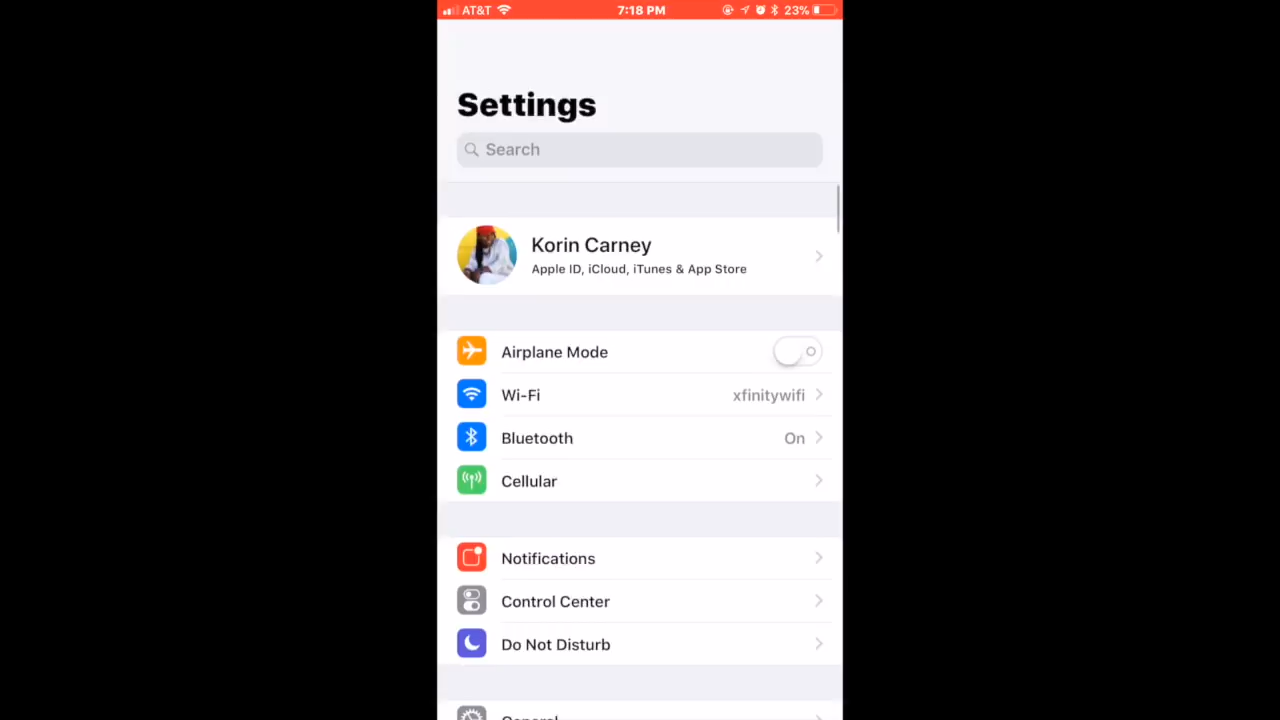 AT&T 7:18 PM 23%
Settings
Search
Korin Carney
Apple ID, iCloud, iTunes & App Store
Airplane Mode
Wi-Fi xfinitywifi
Bluetooth On
Cellular
Notifications
Control Center
Do Not Disturb
General